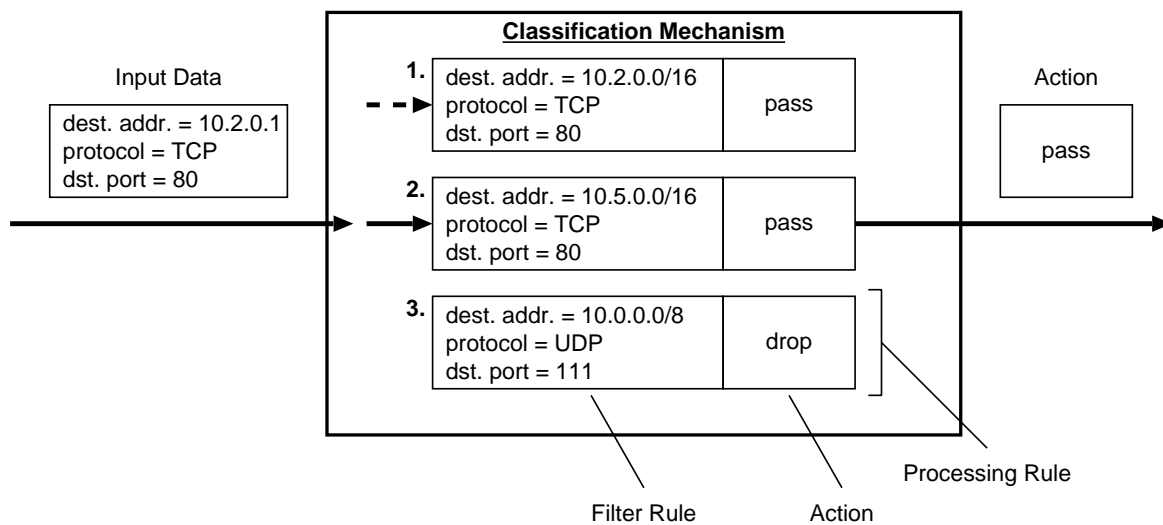 Classification Mechanism
Input Data
dest. addr. = 10.2.0.1
protocol = TCP
dst. port = 80
1.
dest. addr. = 10.2.0.0/16
protocol = TCP
dst. port = 80
pass
2.
dest. addr. = 10.5.0.0/16
protocol = TCP
dst. port = 80
pass
3.
dest. addr. = 10.0.0.0/8
protocol = UDP
dst. port = 111
drop
Action
pass
Processing Rule
Filter Rule
Action